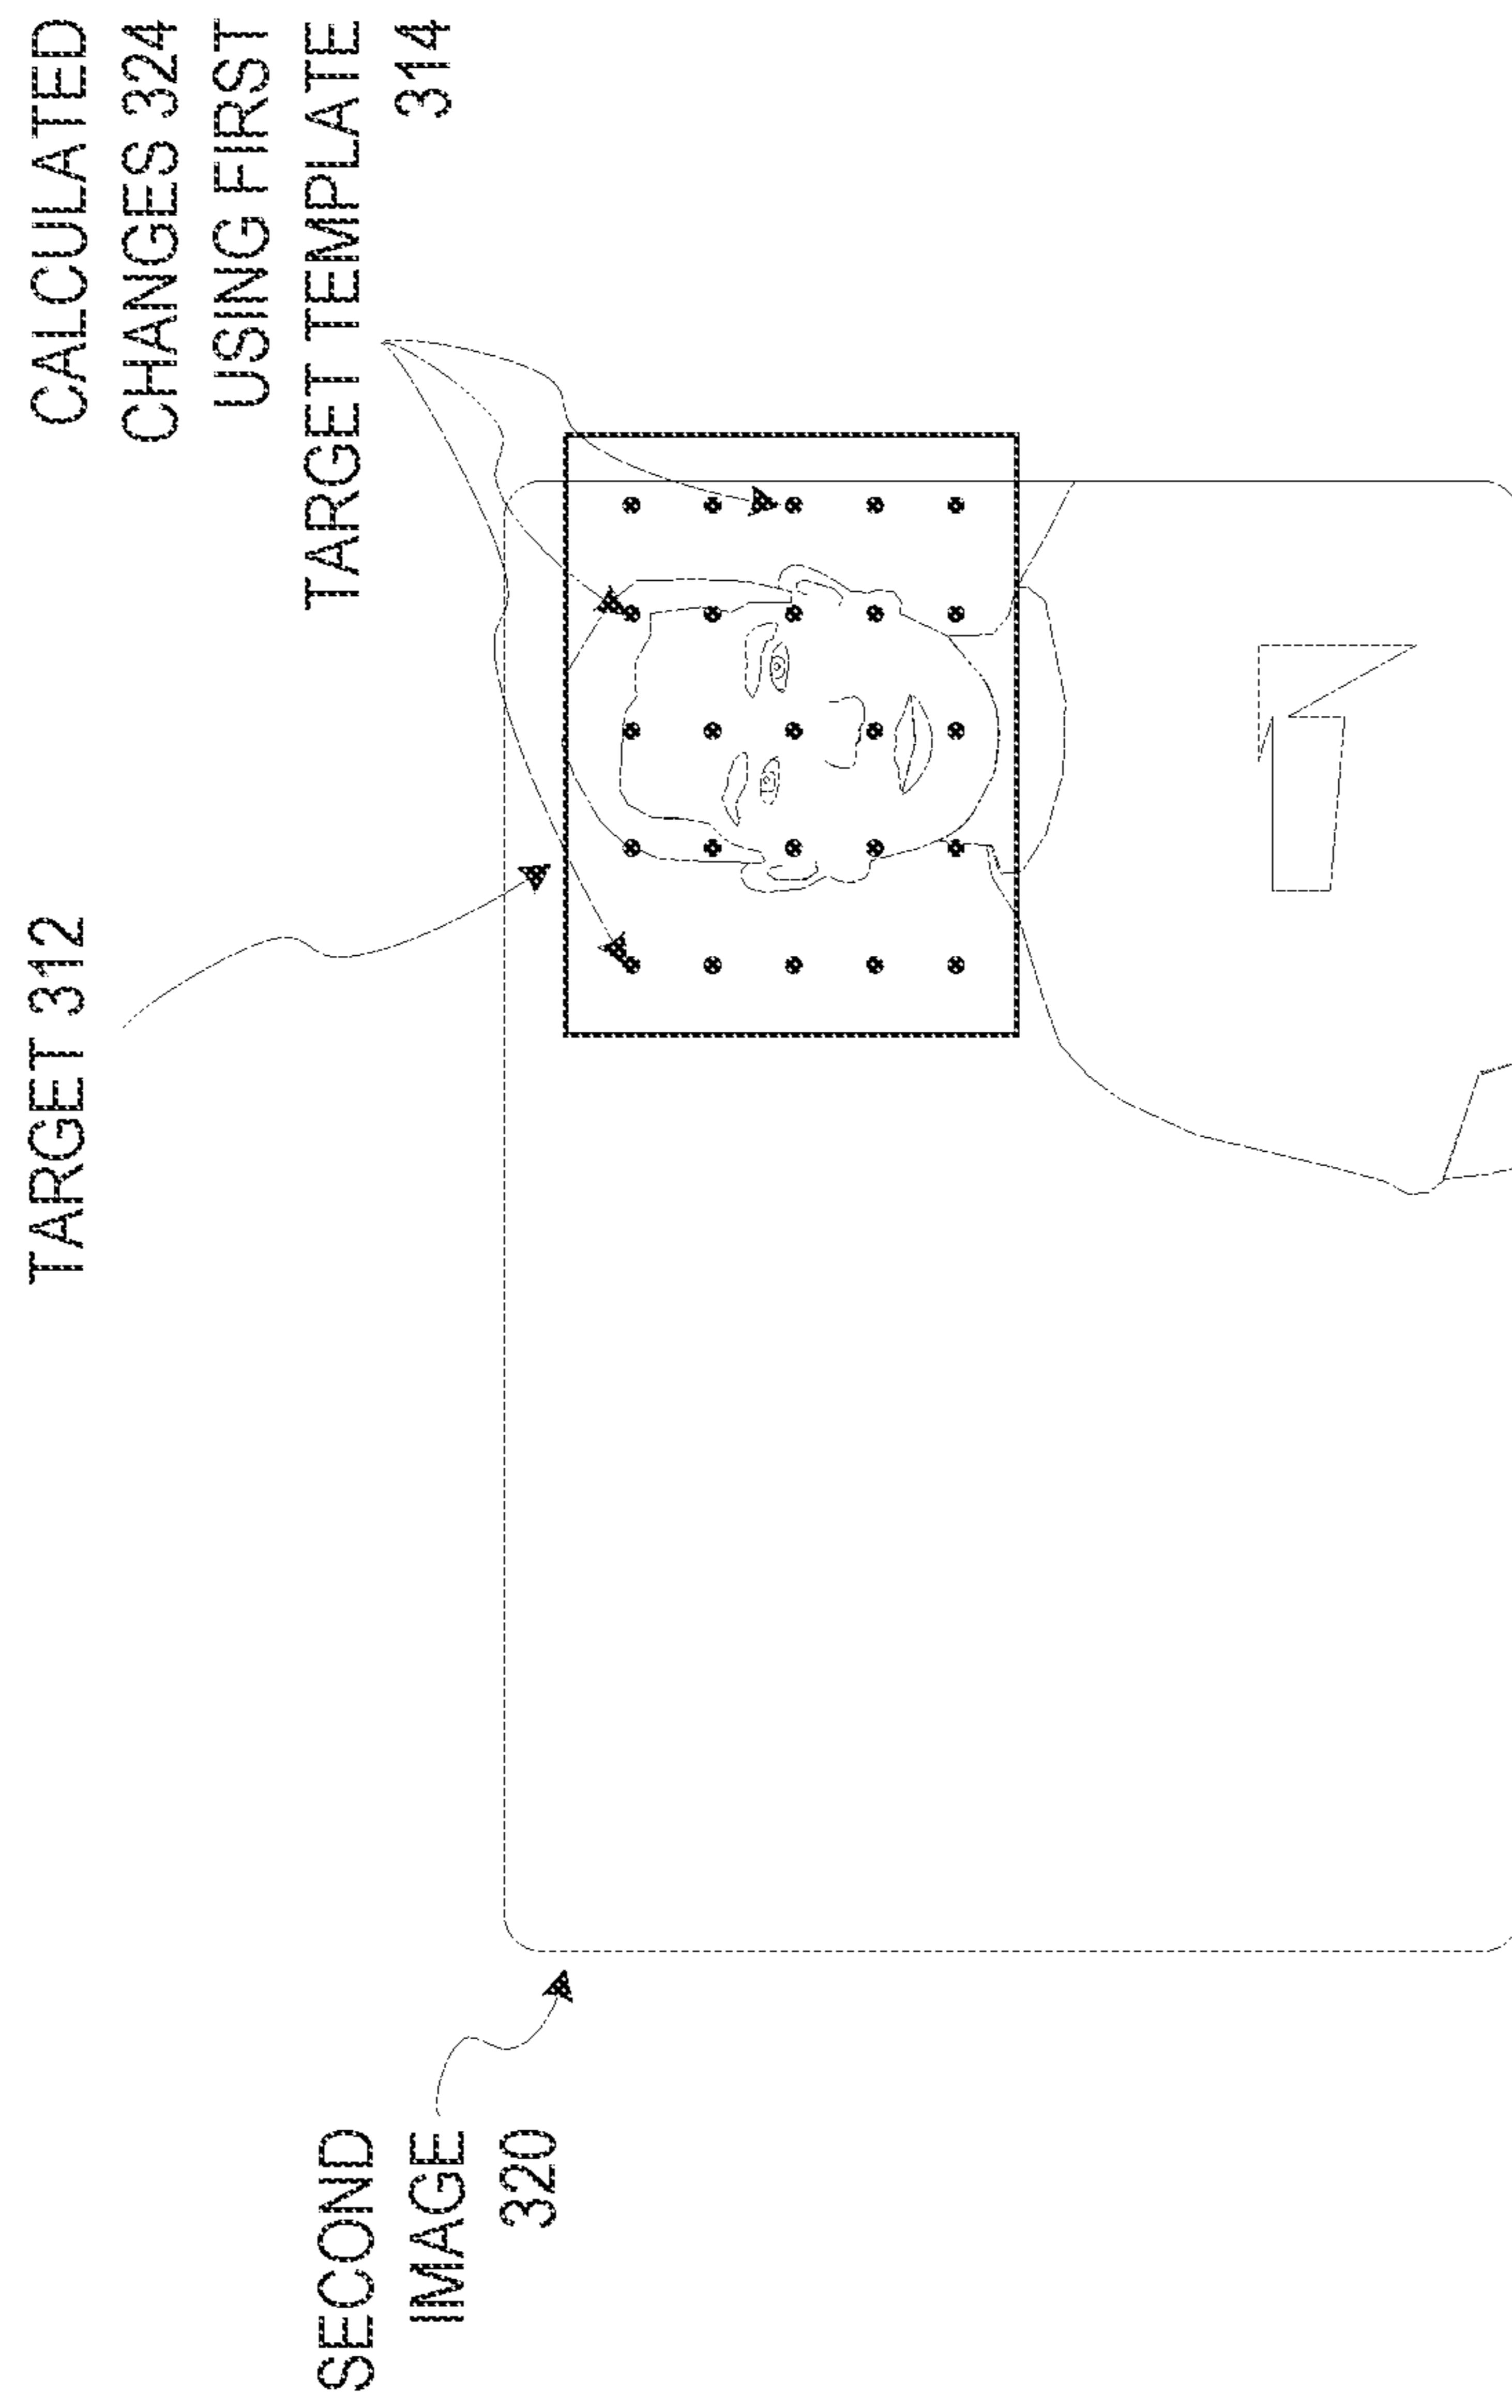 SECOND
IMAGE
320
TARGET 312
CALCULATED
CHANGES 324
USING FIRST
TARGET TEMPLATE
314